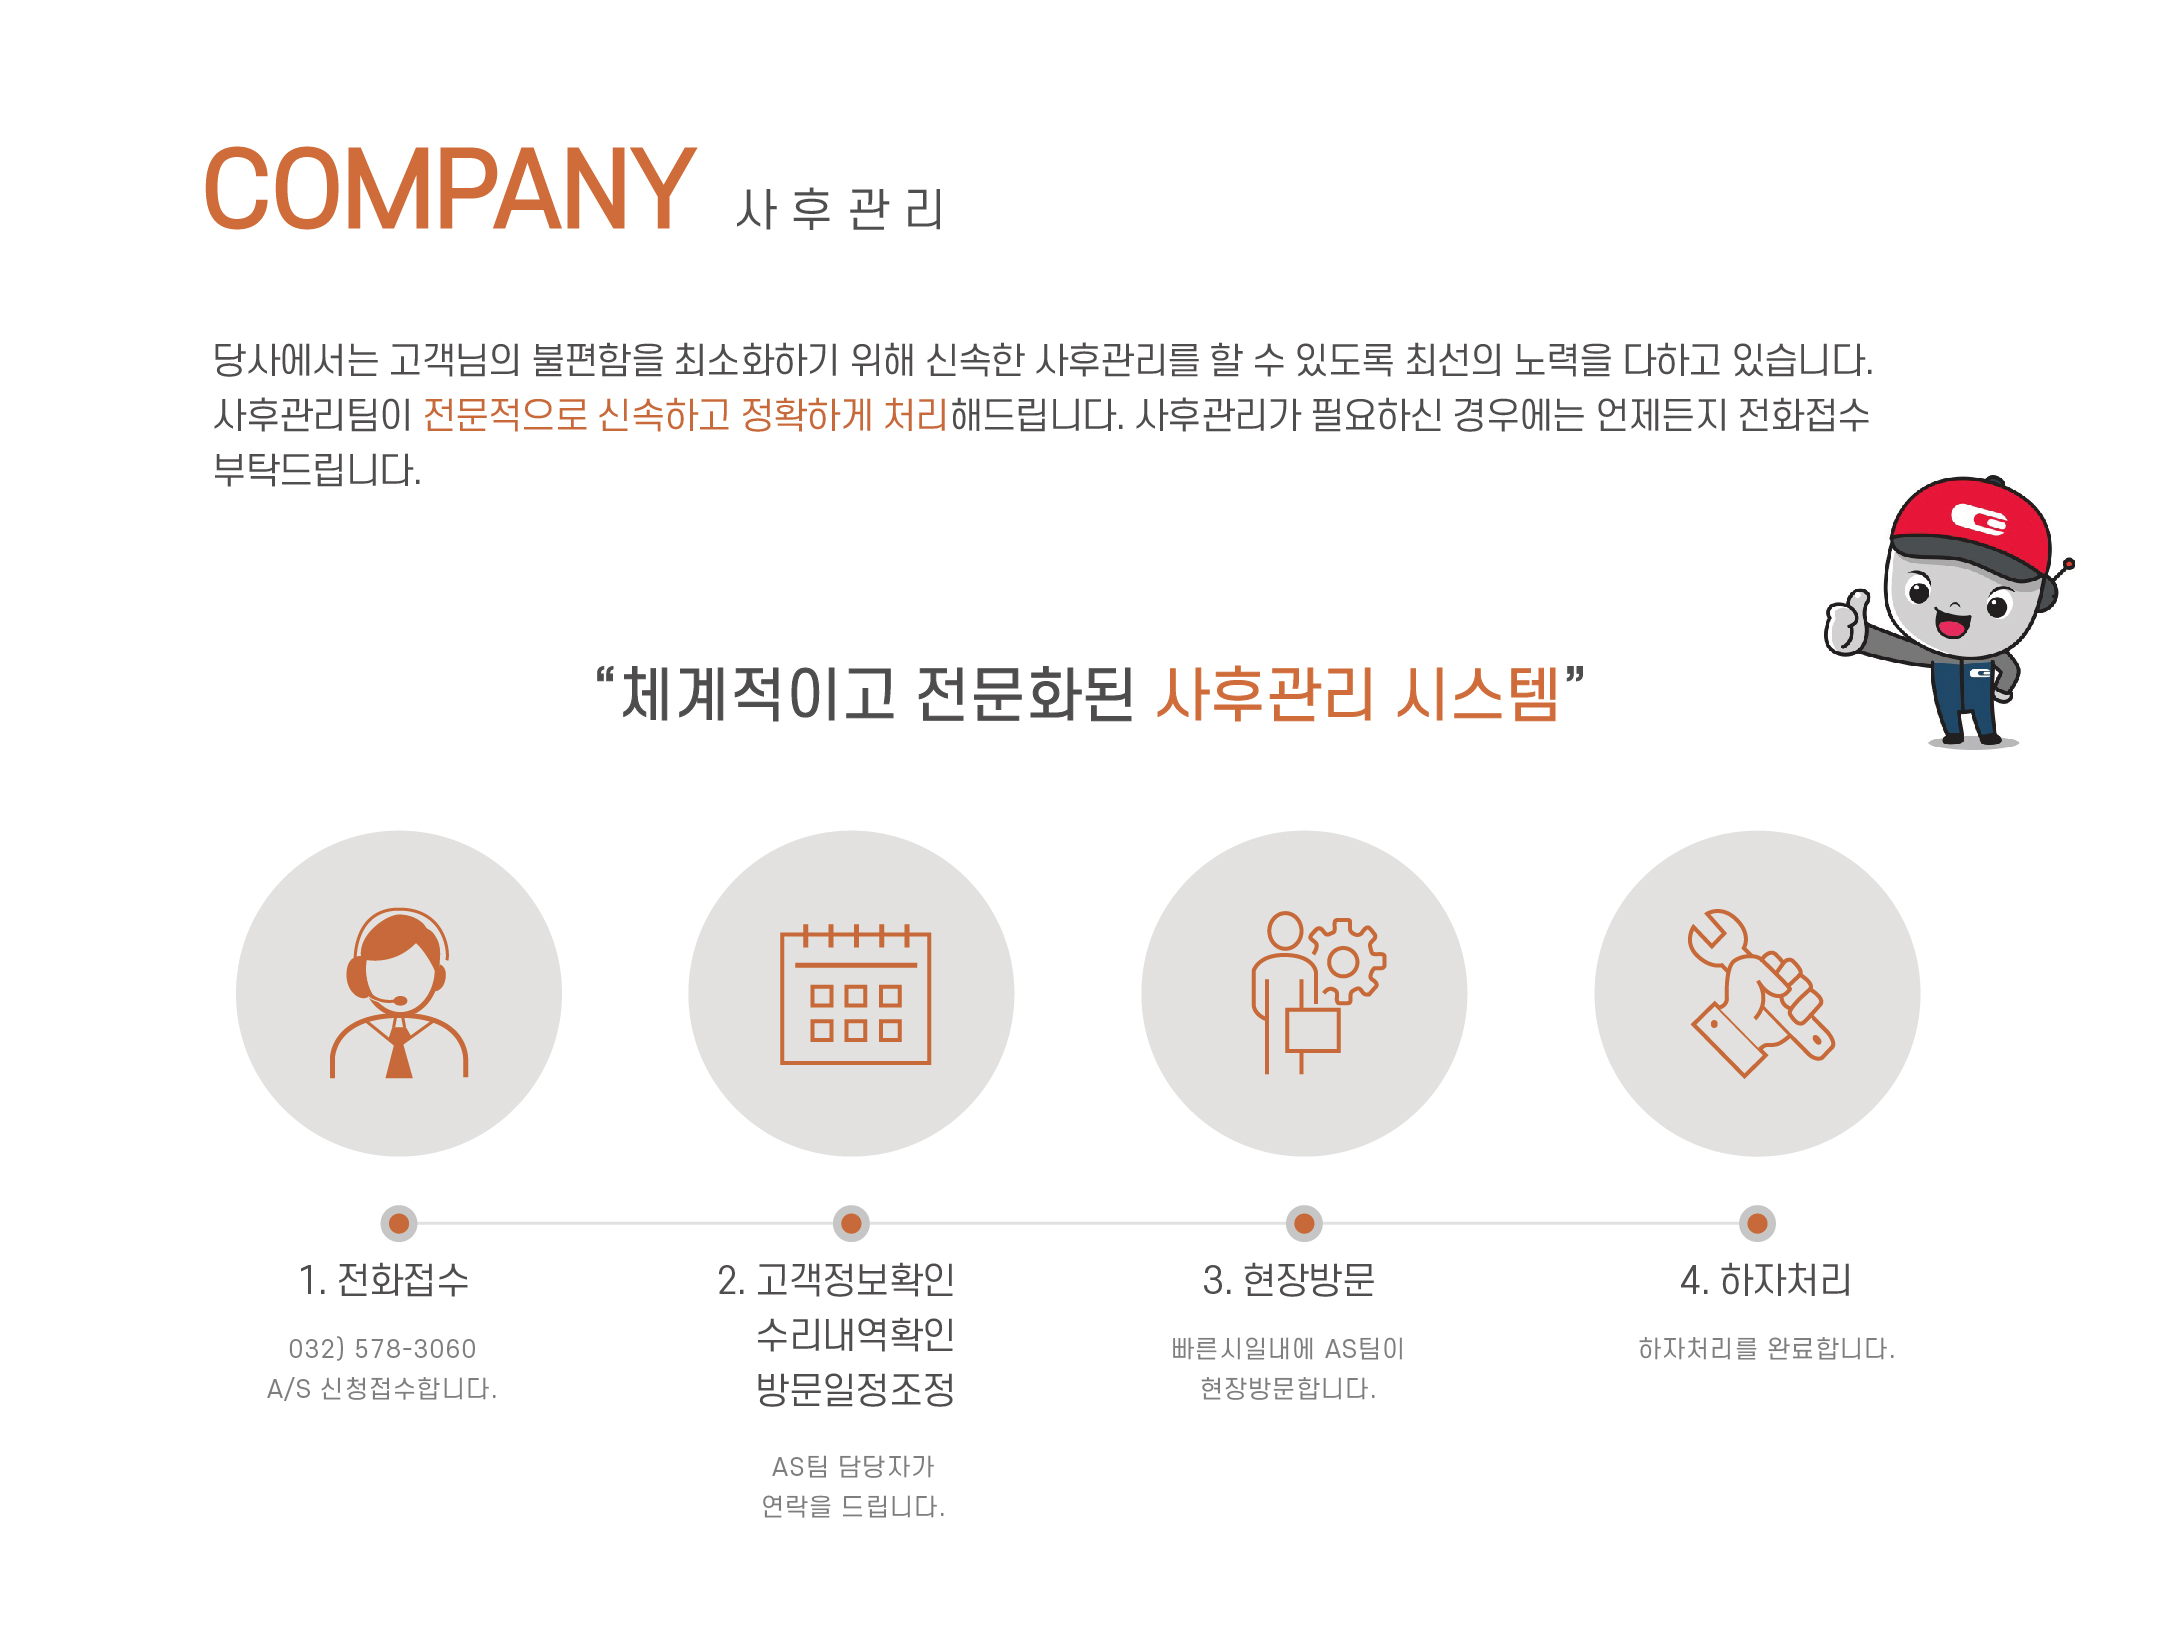 COMPANY 사후관리
당사에서는 고객님의 불편함을 최소화하기 위해 신속한 사후관리를 할 수 있도록 최선의 노력을 다하고 있습니다.
사후관리팀이 전문적으로 신속하고 정확하게 처리해드립니다. 사후관리가 필요하신 경우에는 언제든지 전화접수
부탁드립니다.
“체계적이고 전문화된 사후관리 시스템”
1. 전화접수
032) 578-3060
A/S 신청접수합니다.
2. 고객정보확인
수리내역확인
방문일정조정
AS팀 담당자가
연락을 드립니다.
3. 현장방문
빠른시일내에 AS팀이
현장방문합니다.
4. 하자처리
하자처리를 완료합니다.